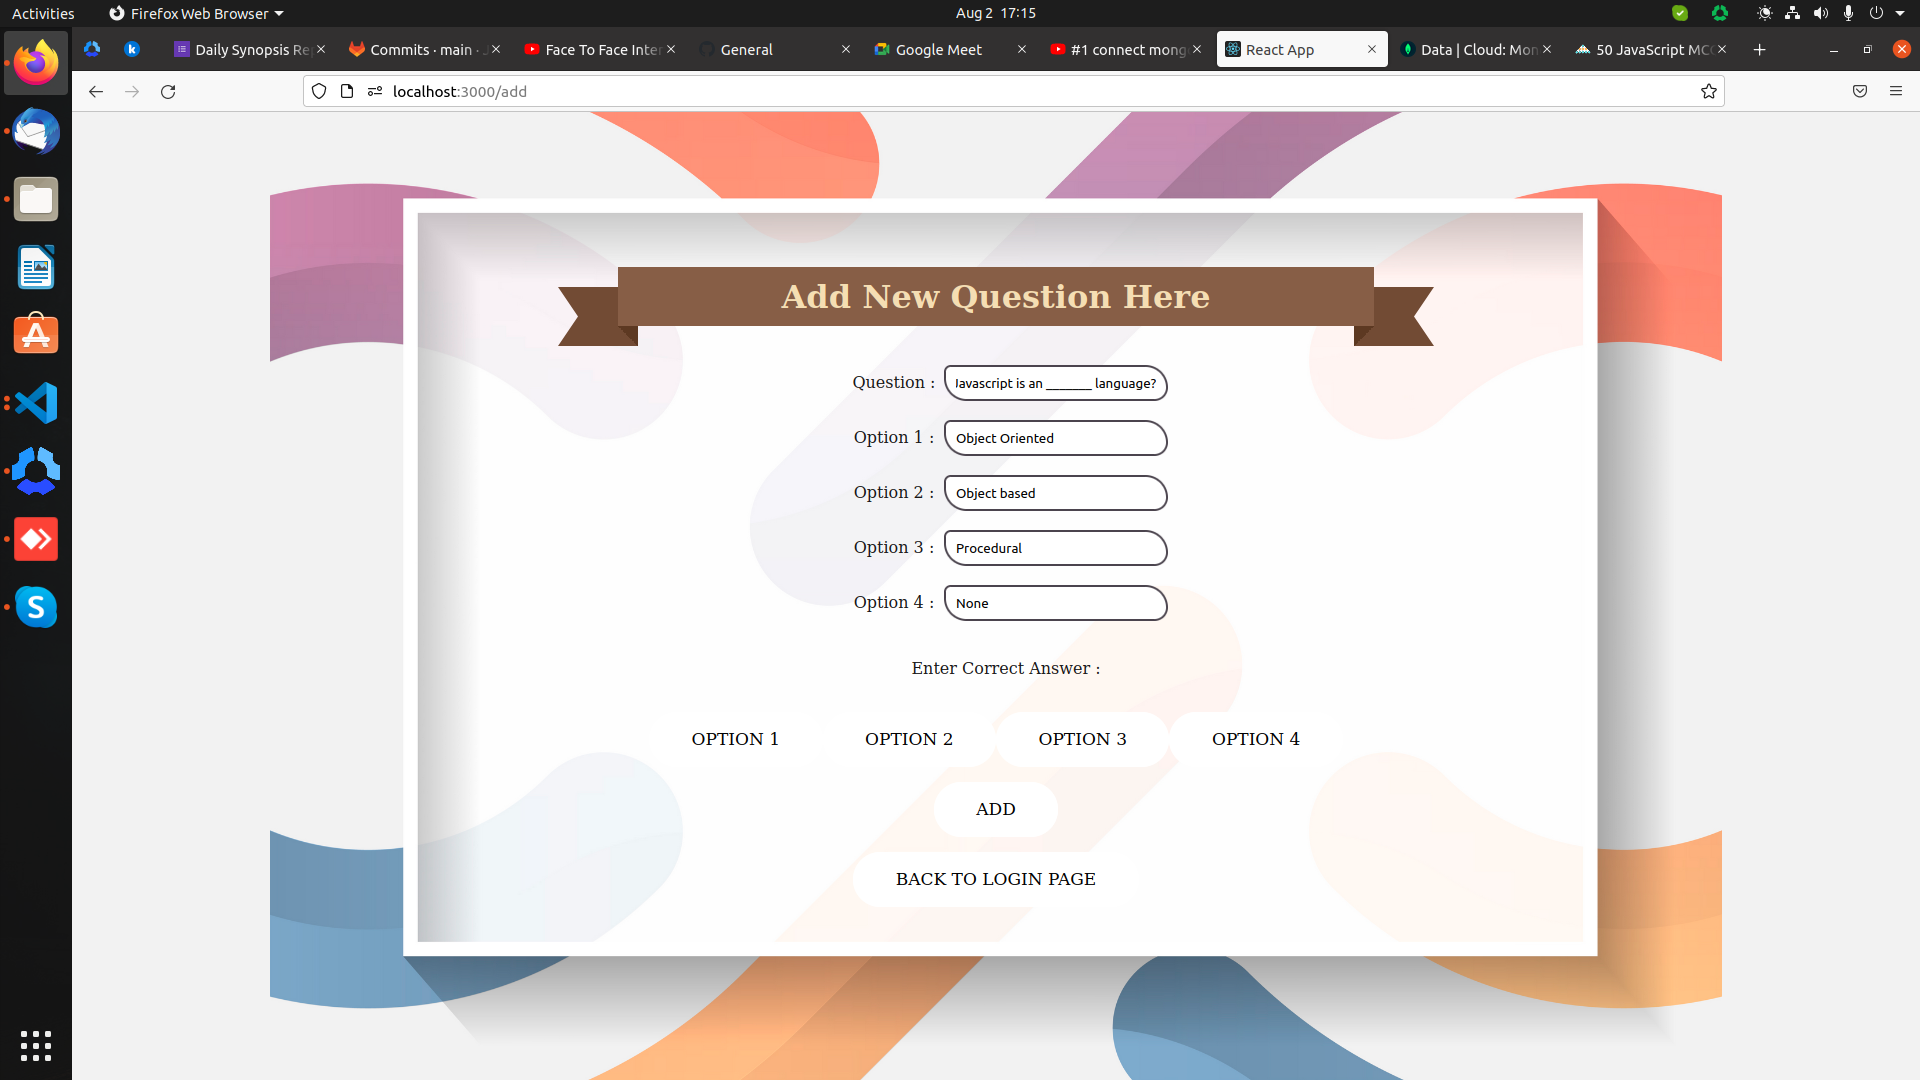 Activities
Firefox Web Browser
Aug 2 17:15
Daily Synopsis Re
Commits · main ·
Face To Face Inter
General
Google Meet
#1 connect mong
React App
Data | Cloud: Mon
50 JavaScript MC
localhost:3000/add
Add New Question Here
Question :
Javascript is an _______ language?
Option 1 :
Object Oriented
Option 2 :
Object based
Option 3 :
Procedural
Option 4 :
None
Enter Correct Answer :
OPTION 1
OPTION 2
OPTION 3
OPTION 4
ADD
BACK TO LOGIN PAGE